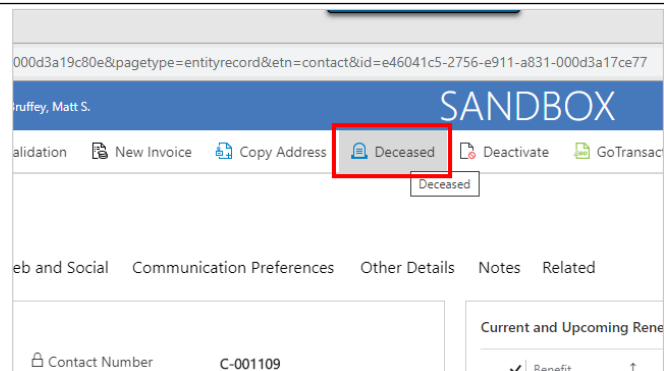 000d3a19c80e&pagetype=entityrecord&etn=contact&id=e46041c5-2756-e911-a831-000d3a17ce77
ruffey, Matt S. SANDBOX
alidation New Invoice Copy Address Deceased Deactivate GoTransact
Deceased
eb and Social Communication Preferences Other Details Notes Related
Current and Upcoming Rene
Contact Number C-001109 Benefit